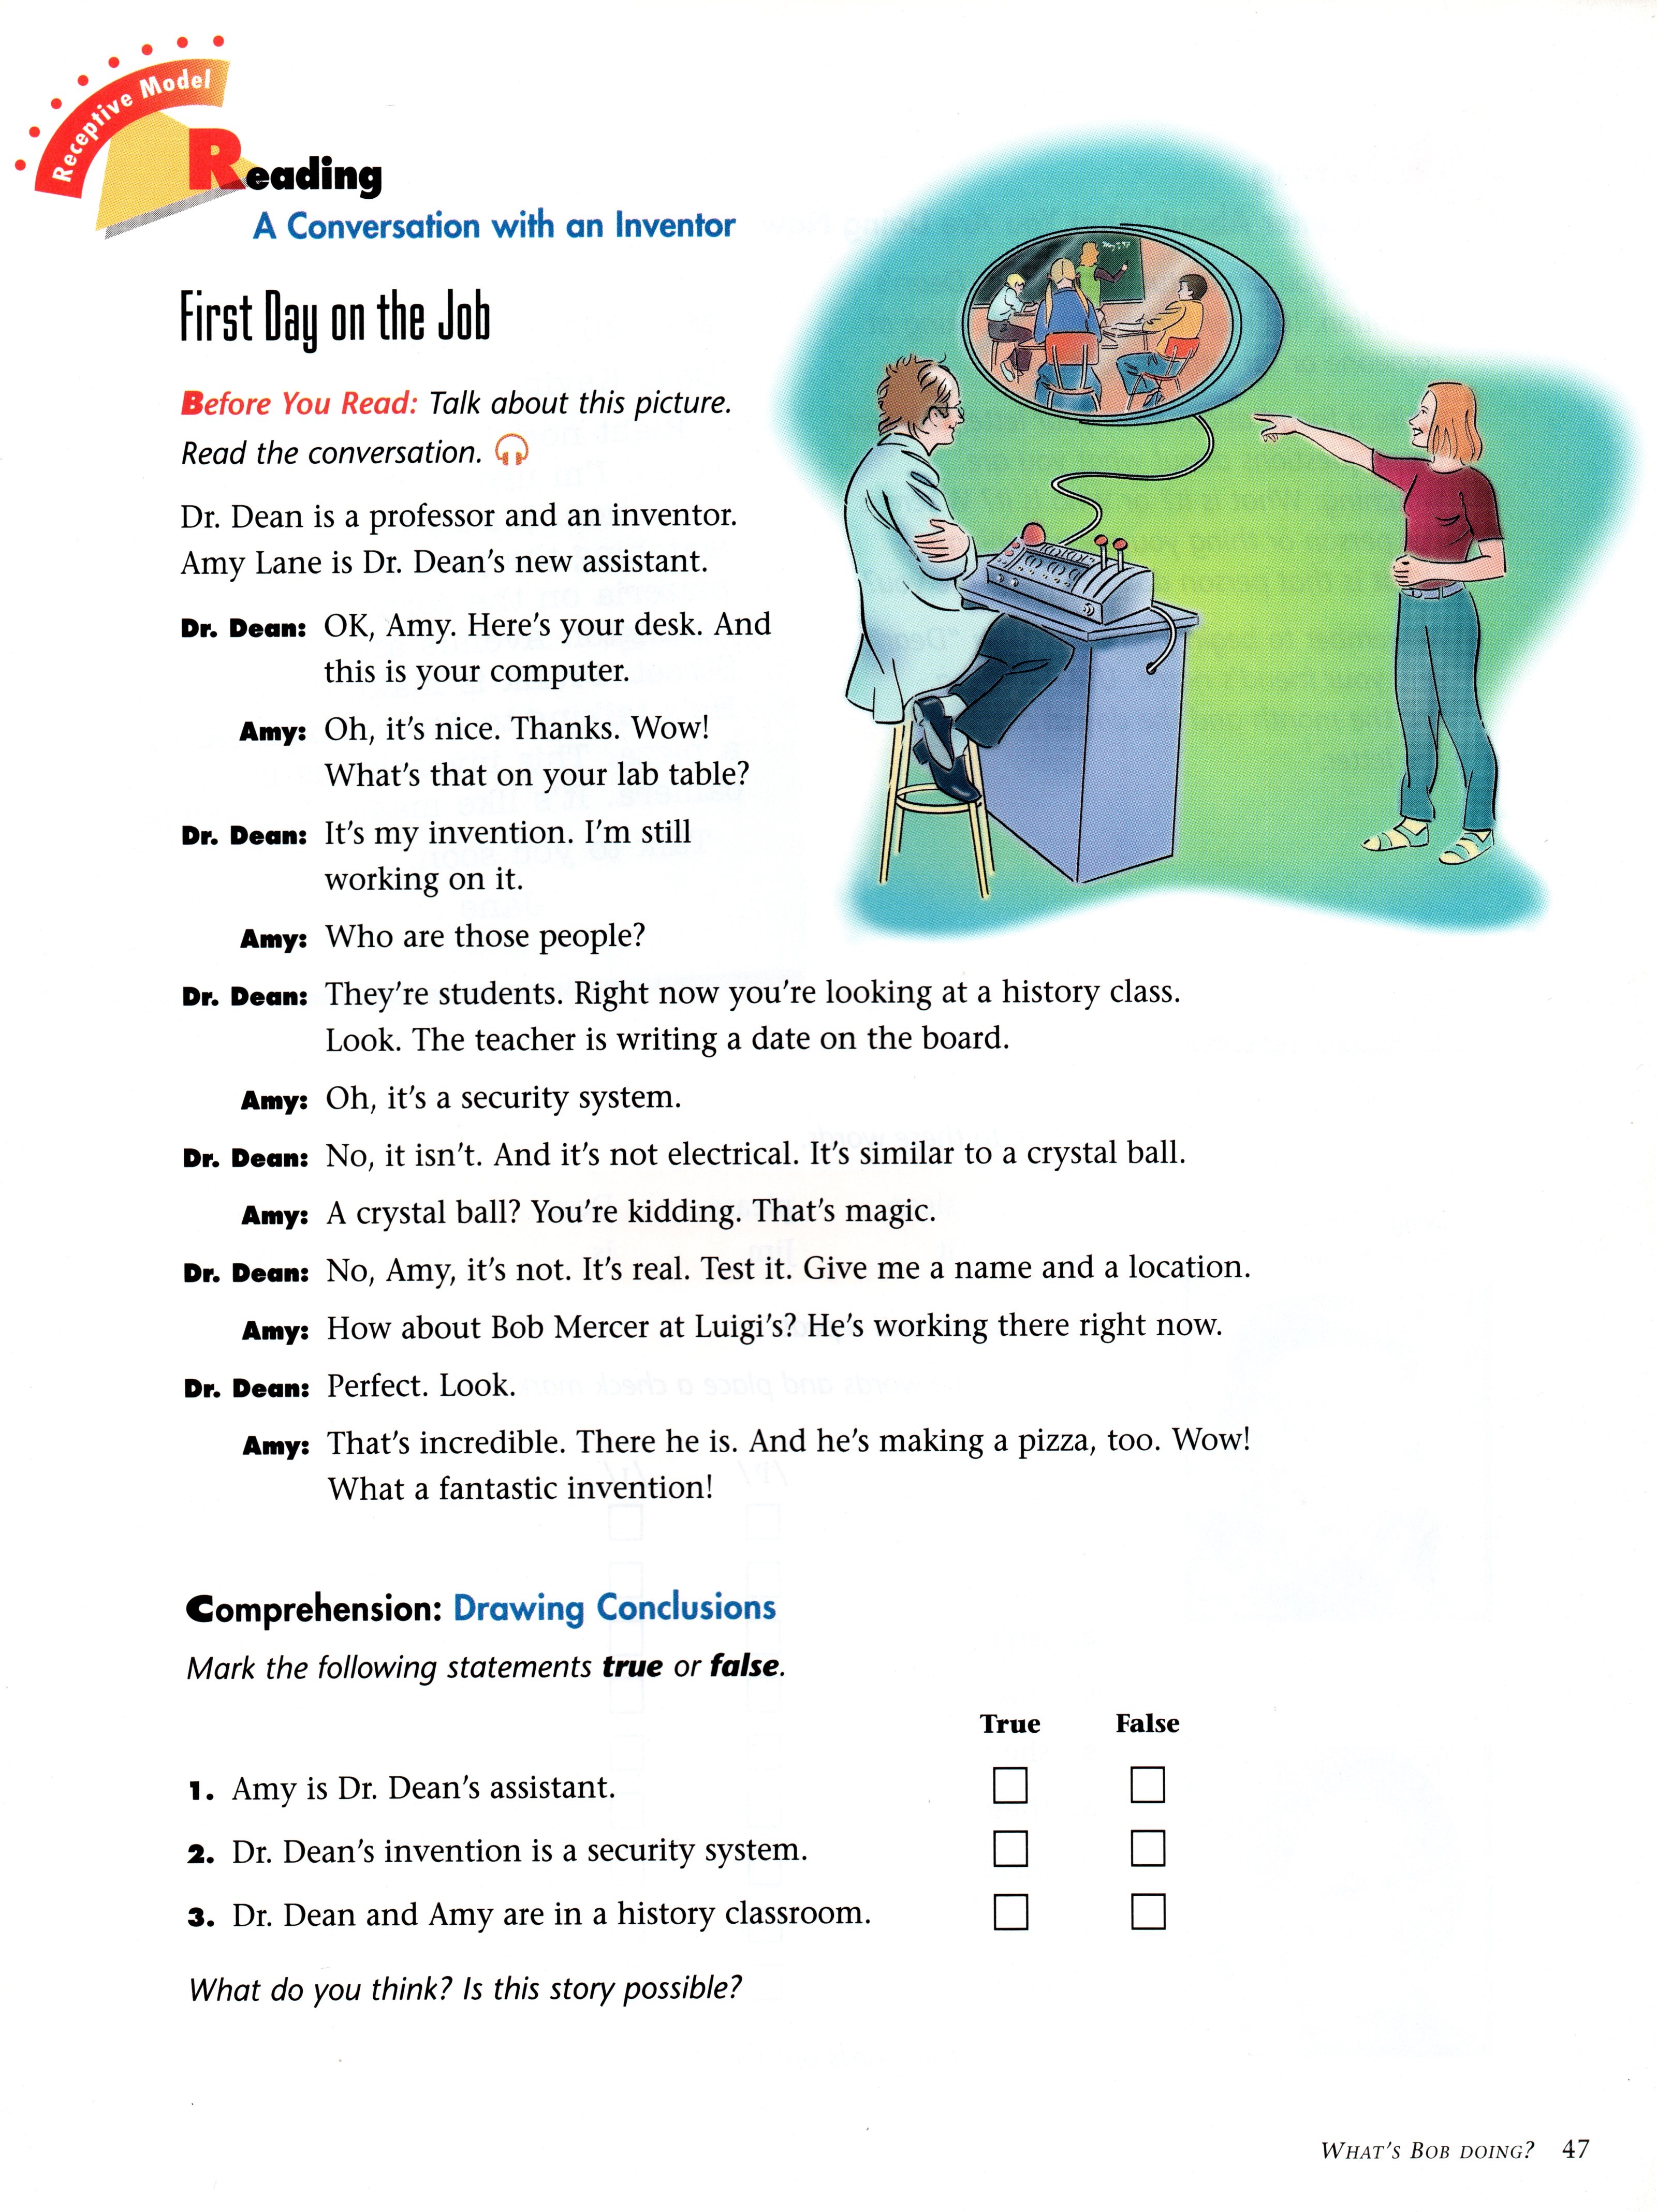 Receptive Model
Reading
A Conversation with an Inventor
First Day on the Job
Before You Read: Talk about this picture.
Read the conversation.
Dr. Dean is a professor and an inventor.
Amy Lane is Dr. Dean's new assistant.
Dr. Dean: OK, Amy. Here's your desk. And
this is your computer.
Amy: Oh, it's nice. Thanks. Wow!
What's that on your lab table?
Dr. Dean: It's my invention. I'm still
working on it.
Amy: Who are those people?
Dr. Dean: They're students. Right now you're looking at a history class.
Look. The teacher is writing a date on the board.
Amy: Oh, it's a security system.
Dr. Dean: No, it isn't. And it's not electrical. It's similar to a crystal ball.
Amy: A crystal ball? You're kidding. That's magic.
Dr. Dean: No, Amy, it's not. It's real. Test it. Give me a name and a location.
Amy: How about Bob Mercer at Luigi's? He's working there right now.
Dr. Dean: Perfect. Look.
Amy: That's incredible. There he is. And he's making a pizza, too. Wow!
What a fantastic invention!
Comprehension: Drawing Conclusions
Mark the following statements true or false.
True False
1. Amy is Dr. Dean's assistant.
2. Dr. Dean's invention is a security system.
3. Dr. Dean and Amy are in a history classroom.
What do you think? Is this story possible?
WHAT'S BOB DOING? 47